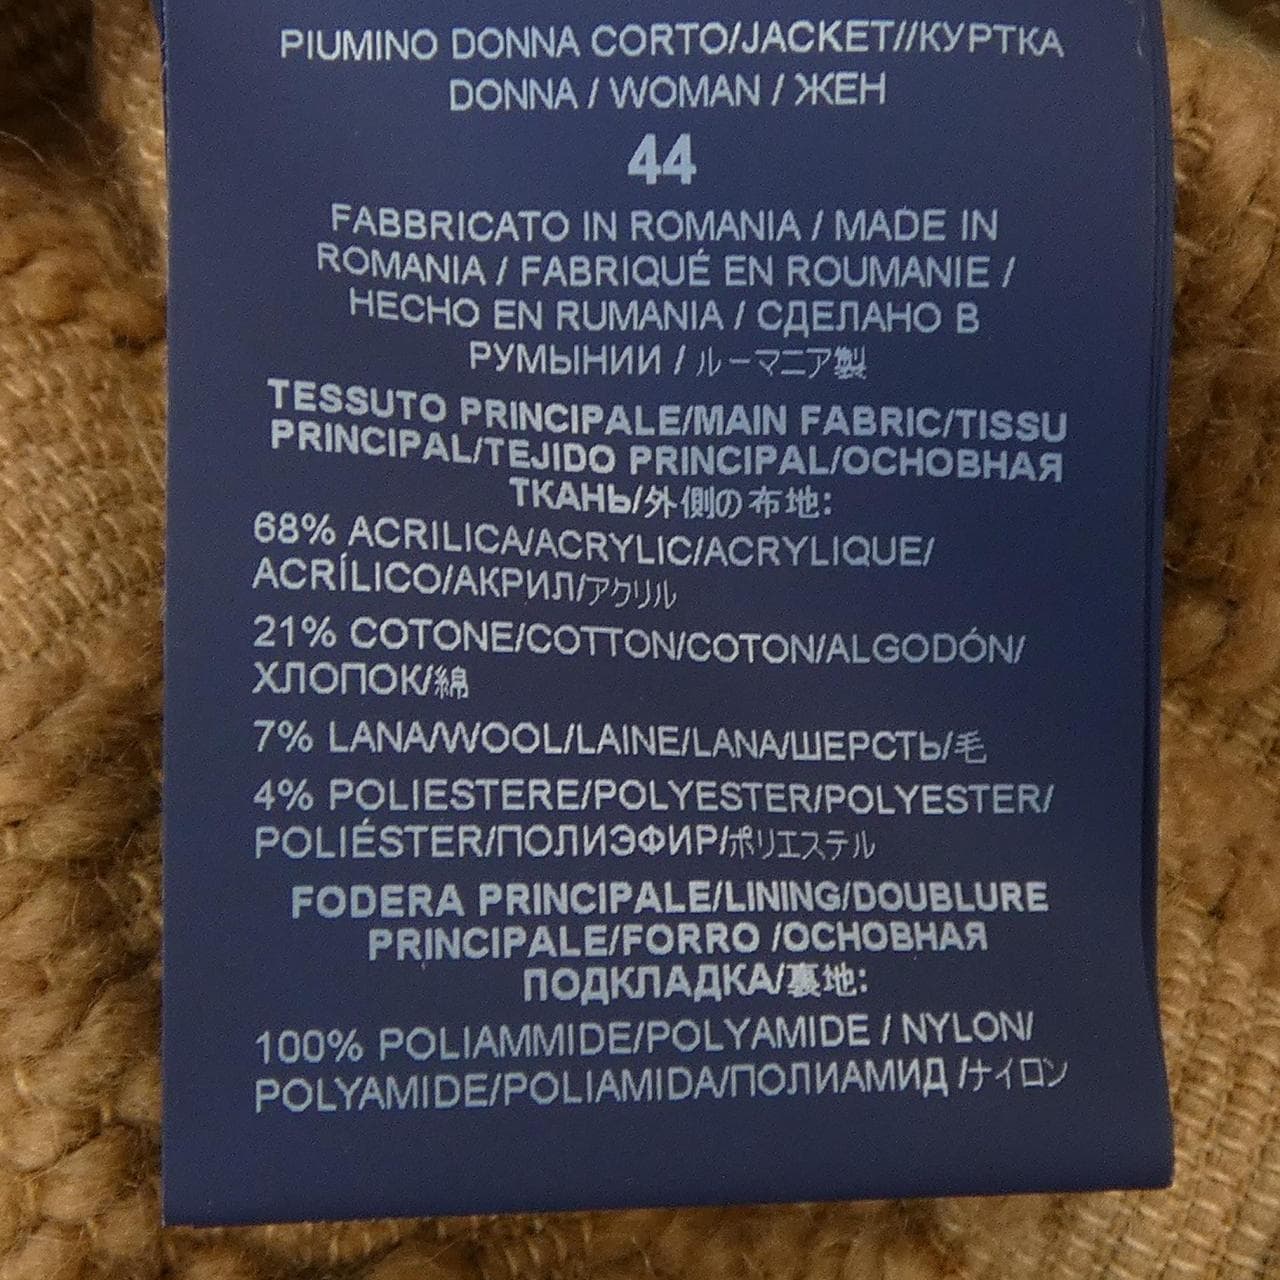 PIUMINO DONNA CORTO/JACKET//КУРТКА
DONNA / WOMAN / ЖЕН
44
FABBRICATO IN ROMANIA / MADE IN
ROMANIA / FABRIQUÉ EN ROUMANIE /
HECHO EN RUMANIA / СДЕЛАНО В
РУМЫНИИ / ルーマニア製
TESSUTO PRINCIPALE/MAIN FABRIC/TISSU
PRINCIPAL/TEJIDO PRINCIPAL/ОСНОВНАЯ
ТКАНЬ/外側の布地:
68% ACRILICA/ACRYLIC/ACRYLIQUE/
ACRÍLICO/АКРИЛ/アクリル
21% COTONE/COTTON/COTON/ALGODÓN/
ХЛОПОК/綿
7% LANA/WOOL/LAINE/LANA/ШЕРСТЬ/毛
4% POLIESTERE/POLYESTER/POLYESTER/
POLIÉSTER/ПОЛИЭФИР/ポリエステル
FODERA PRINCIPALE/LINING/DOUBLURE
PRINCIPALE/FORRO /ОСНОВНАЯ
ПОДКЛАДКА/裏地:
100% POLIAMMIDE/POLYAMIDE / NYLON/
POLYAMIDE/POLIAMIDA/ПОЛИАМИД /ナイロン